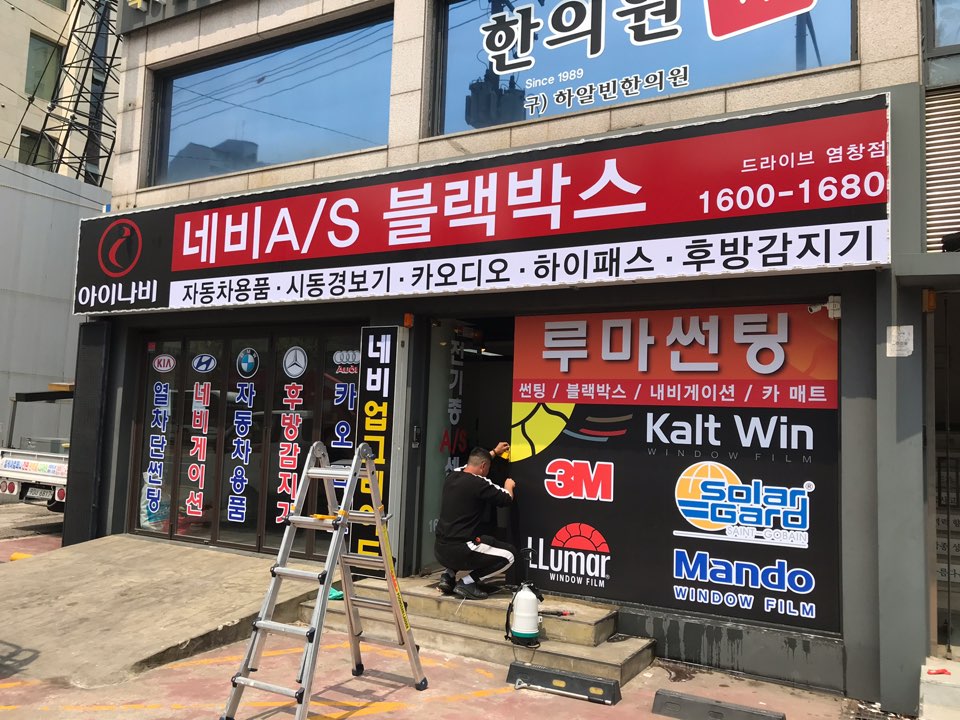 한의원
Since 1989
구) 하알빈한의원
아이나비
네비A/S 블랙박스
드라이브 염창점
1600-1680
자동차용품·시동경보기·카오디오·하이패스·후방감지기
KIA
Audi
열차단썬팅
네비게이션
자동차용품
후방감지기
카오
네비업그레이드
전기종
A/S
루마썬팅
썬팅 / 블랙박스 / 내비게이션 / 카 매트
Kalt Win
WINDOW FILM
3M
Solar Gard®
SAINT-GOBAIN
LLumar®
WINDOW FILM
Mando
WINDOW FILM